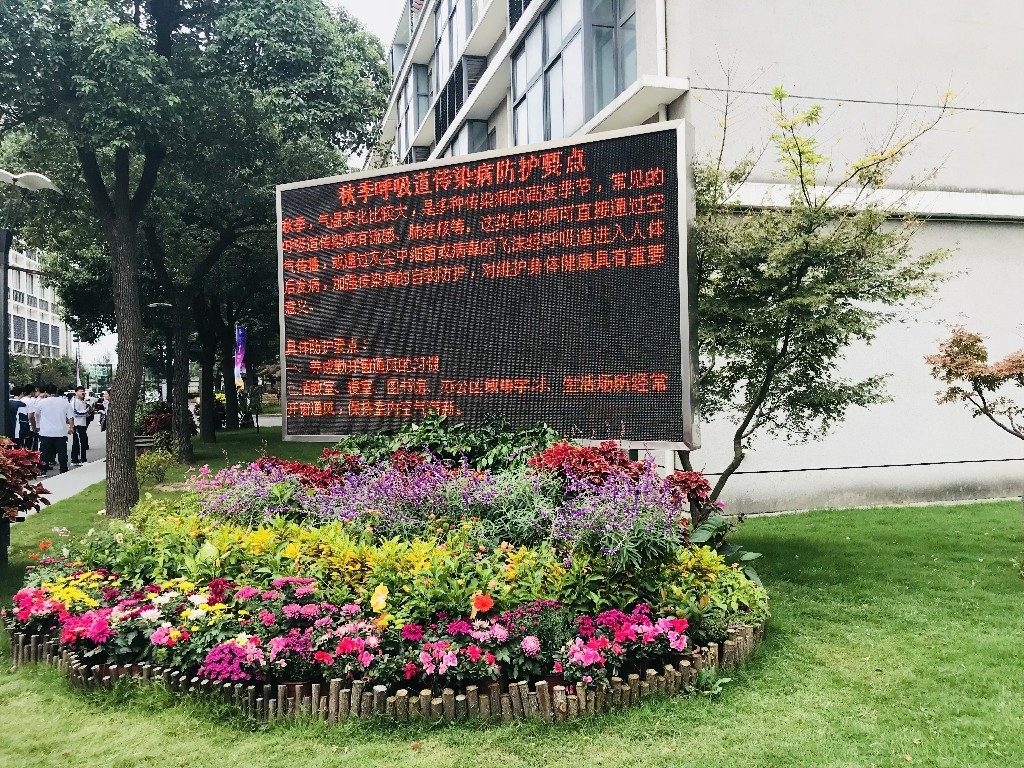 秋季呼吸道传染病防护要点
秋季，气温变化比较大，是多种传染病的高发季节，常见的
呼吸道传染病有流感、肺结核等，这类传染病可直接通过空
气传播，或通过灰尘中细菌或病毒的飞沫经呼吸道进入人体
后发病，加强传染病的自我防护，对维护身体健康具有重要
意义。
具体防护要点：
一、养成勤开窗通风的习惯
教室、寝室、图书馆、办公区域等学习、生活场所经常
开窗通风，保持室内空气